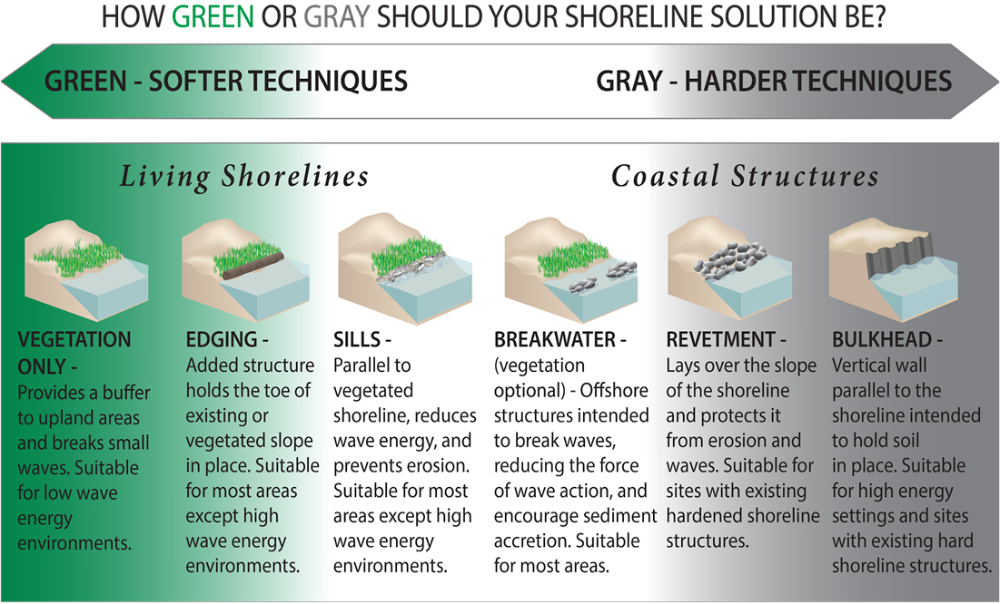 HOW GREEN OR GRAY SHOULD YOUR SHORELINE SOLUTION BE?
GREEN - SOFTER TECHNIQUES
GRAY - HARDER TECHNIQUES
Living Shorelines
Coastal Structures
VEGETATION
ONLY -
Provides a buffer
to upland areas
and breaks small
waves. Suitable
for low wave
energy
environments.
EDGING -
Added structure
holds the toe of
existing or
vegetated slope
in place. Suitable
for most areas
except high
wave energy
environments.
SILLS -
Parallel to
vegetated
shoreline, reduces
wave energy, and
prevents erosion.
Suitable for most
areas except high
wave energy
environments.
BREAKWATER -
(vegetation
optional) - Offshore
structures intended
to break waves,
reducing the force
of wave action, and
encourage sediment
accretion. Suitable
for most areas.
REVETMENT -
Lays over the slope
of the shoreline
and protects it
from erosion and
waves. Suitable for
sites with existing
hardened shoreline
structures.
BULKHEAD -
Vertical wall
parallel to the
shoreline intended
to hold soil
in place. Suitable
for high energy
settings and sites
with existing hard
shoreline structures.